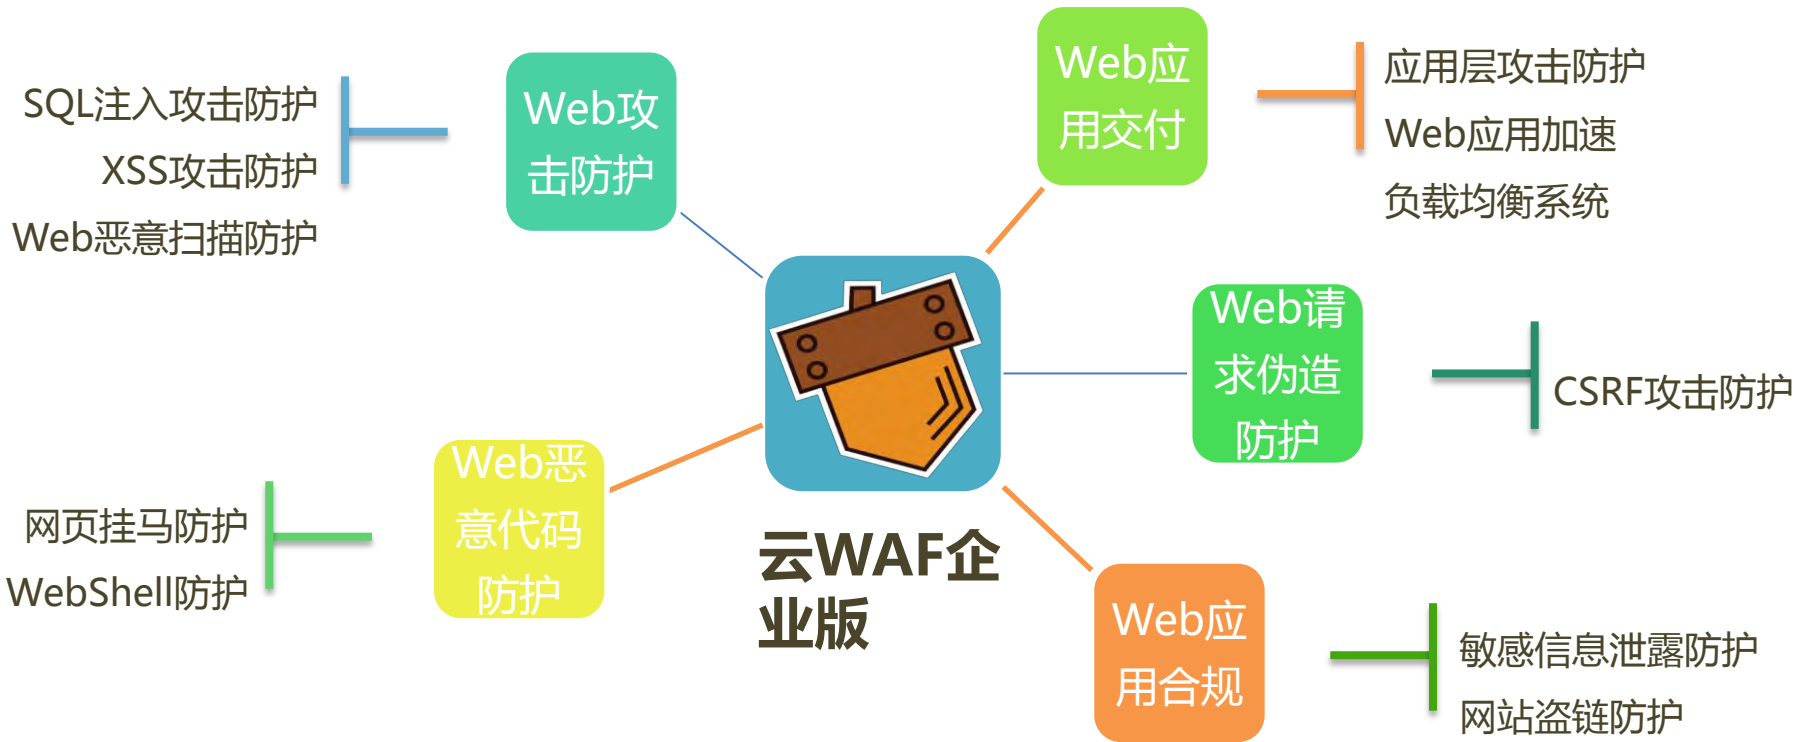 SQL注入攻击防护
XSS攻击防护
Web恶意扫描防护
Web攻
击防护
Web应
用交付
应用层攻击防护
Web应用加速
负载均衡系统
Web请
求伪造
防护
CSRF攻击防护
网页挂马防护
WebShell防护
Web恶
意代码
防护
云WAF企
业版
Web应
用合规
敏感信息泄露防护
网站盗链防护